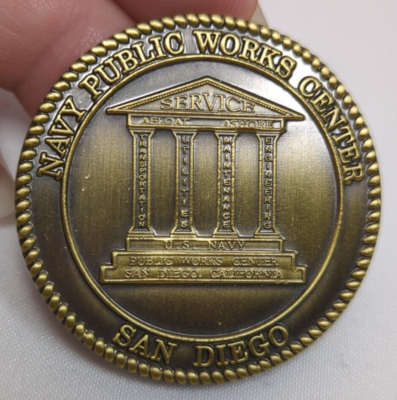 NAVY PUBLIC WORKS CENTER
SERVICE
AFLOAT ASHORE
TRANSPORTATION
UTILITIES
MAINTENANCE
ENGINEERING
U.S. NAVY
PUBLIC WORKS CENTER
SAN DIEGO, CALIFORNIA
SAN DIEGO